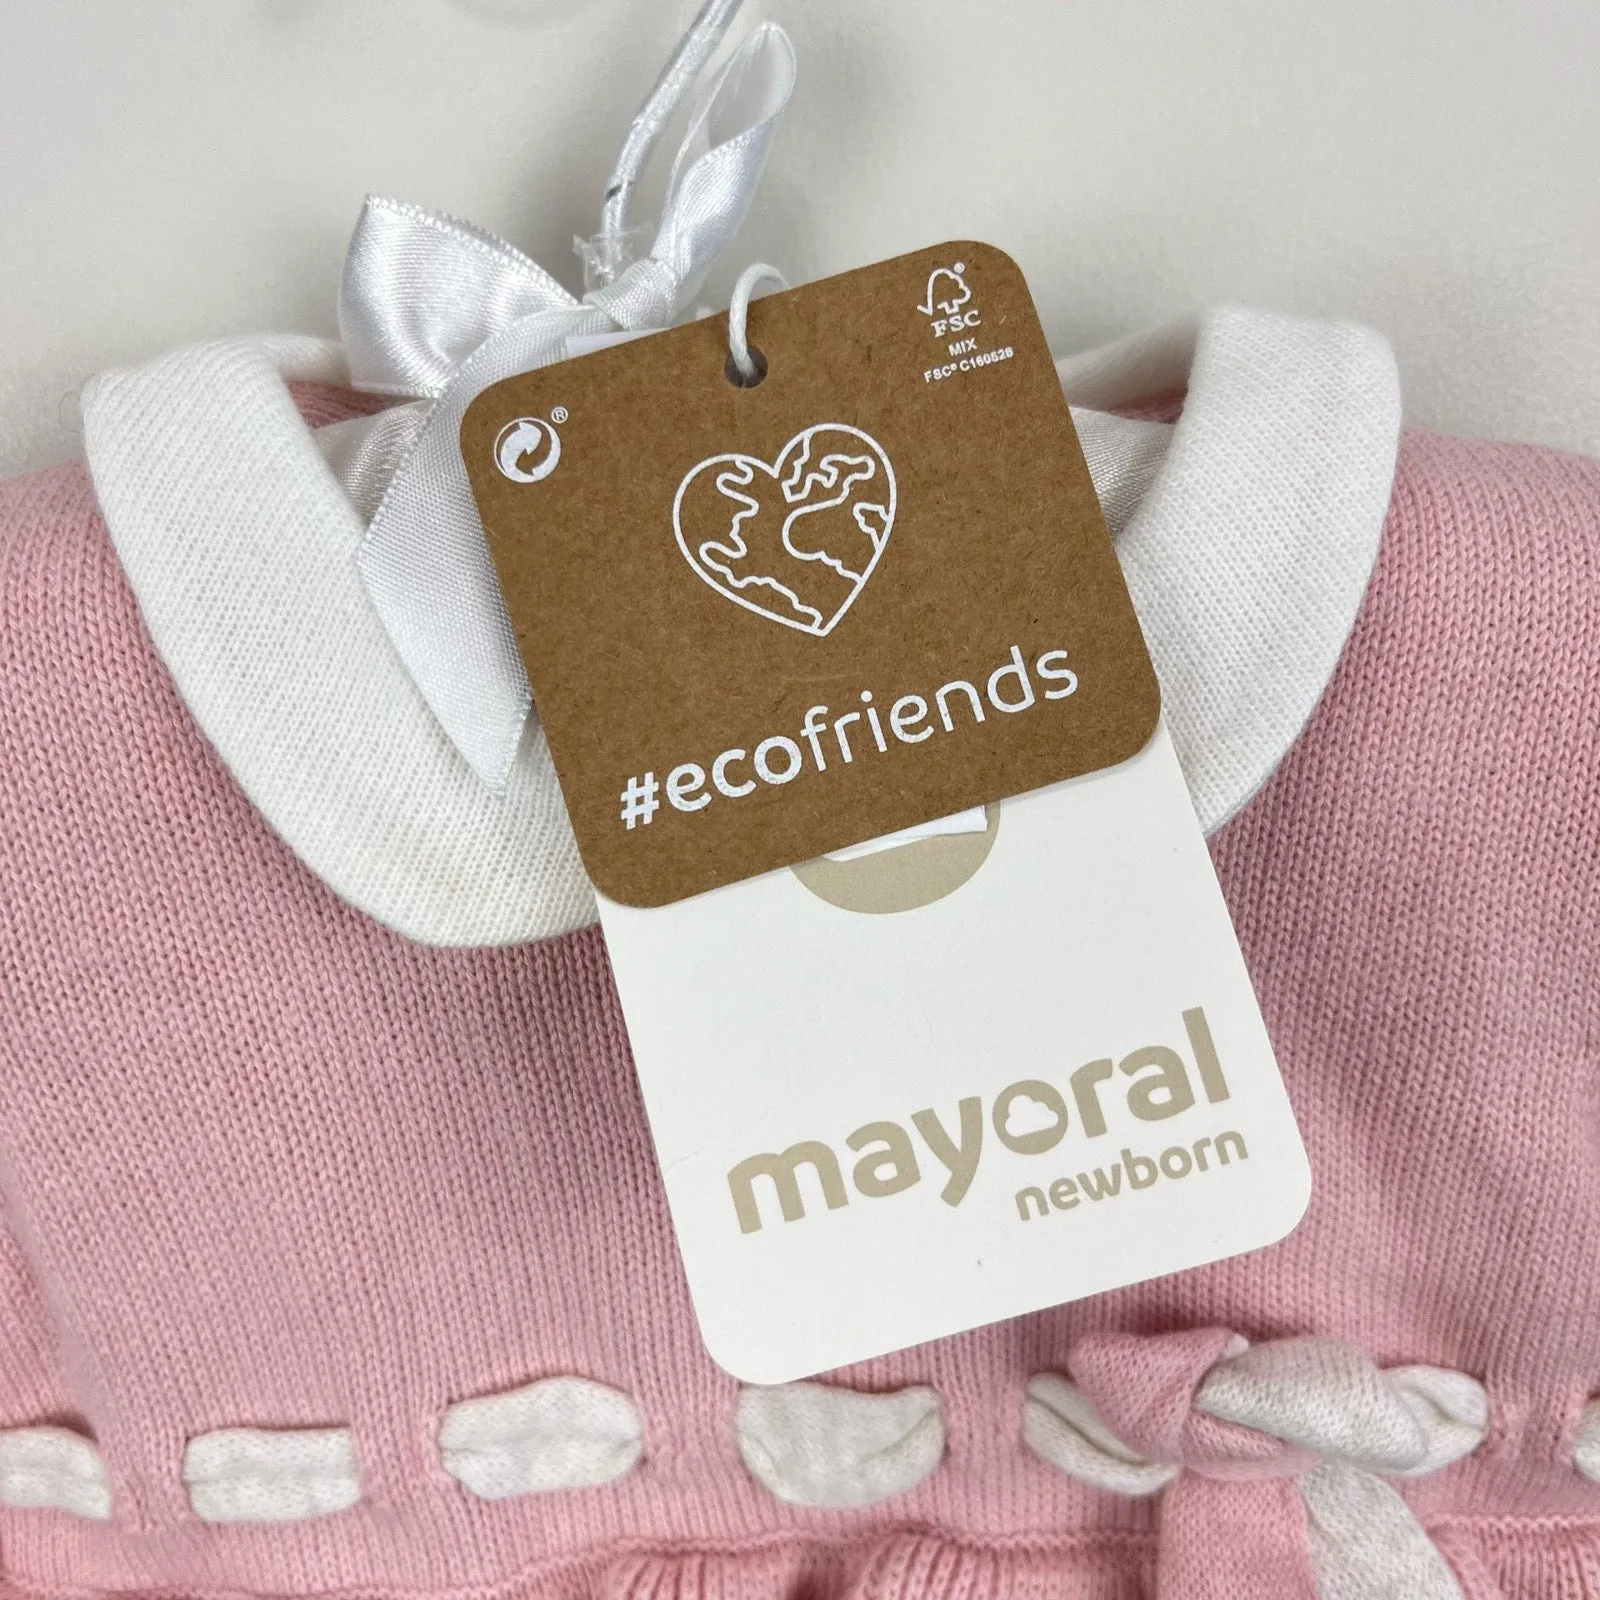 ®
®
FSC
MIX
FSC® C160528
#ecofriends
mayoral
newborn